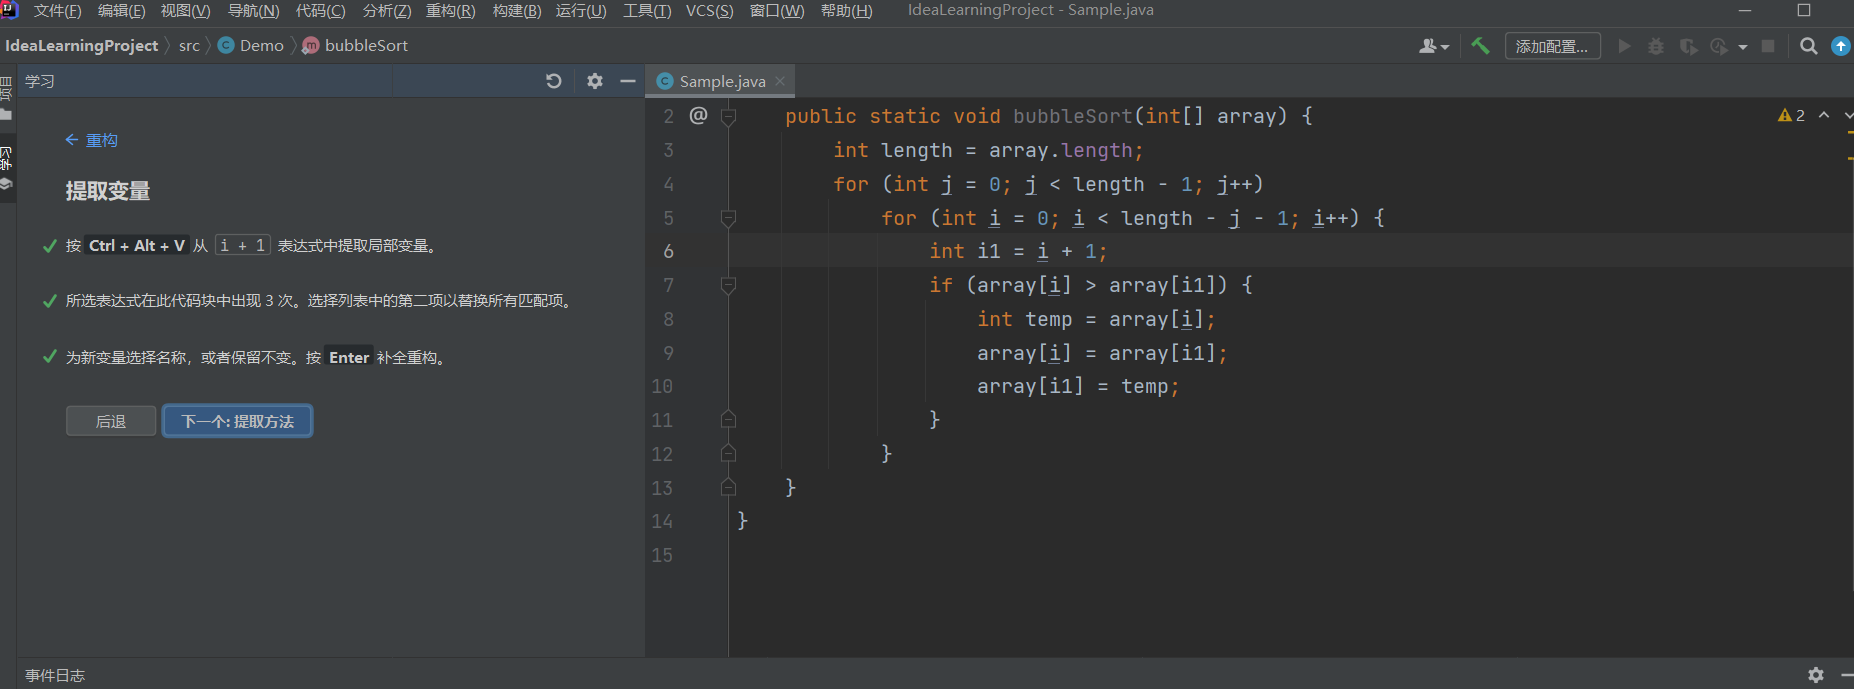 文件(F) 编辑(E) 视图(V) 导航(N) 代码(C) 分析(Z) 重构(R) 构建(B) 运行(U) 工具(T) VCS(S) 窗口(W) 帮助(H) IdeaLearningProject - Sample.java
IdeaLearningProject src Demo bubbleSort 添加配置...
项目
学习
学习
Sample.java
重构
提取变量
按 Ctrl + Alt + V 从 i + 1 表达式中提取局部变量。
所选表达式在此代码块中出现 3 次。选择列表中的第二项以替换所有匹配项。
为新变量选择名称，或者保留不变。按 Enter 补全重构。
后退 下一个: 提取方法
2 @ public static void bubbleSort(int[] array) { 2
3 int length = array.length;
4 for (int j = 0; j < length - 1; j++)
5 for (int i = 0; i < length - j - 1; i++) {
6 int i1 = i + 1;
7 if (array[i] > array[i1]) {
8 int temp = array[i];
9 array[i] = array[i1];
10 array[i1] = temp;
11 }
12 }
13 }
14 }
15
事件日志